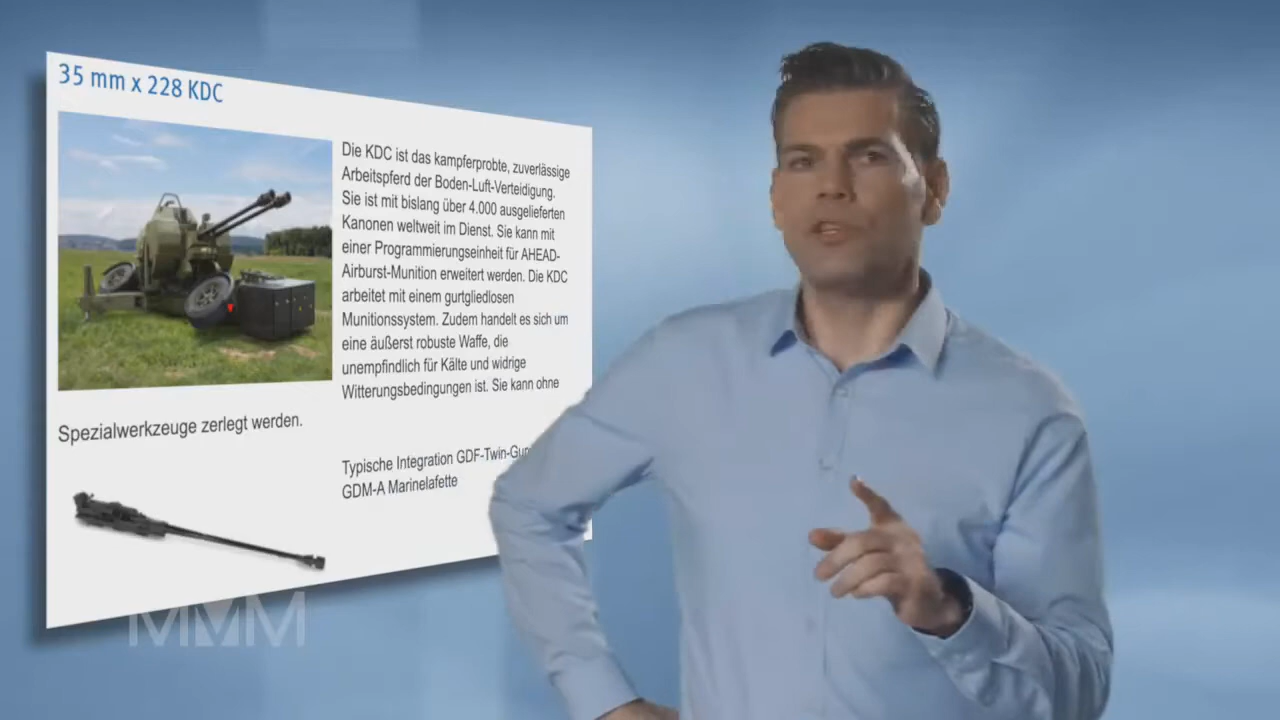 35 mm x 228 KDC
Die KDC ist das kampferprobte, zuverlässige
Arbeitspferd der Boden-Luft-Verteidigung.
Sie ist mit bislang über 4.000 ausgelieferten
Kanonen weltweit im Dienst. Sie kann mit
einer Programmierungseinheit für AHEAD-
Airburst-Munition erweitert werden. Die KDC
arbeitet mit einem gurtgliedlosen
Munitionssystem. Zudem handelt es sich um
eine äußerst robuste Waffe, die
unempfindlich für Kälte und widrige
Witterungsbedingungen ist. Sie kann ohne
Spezialwerkzeuge zerlegt werden.
Typische Integration GDF-Twin-Gun
GDM-A Marinelafette
MMM